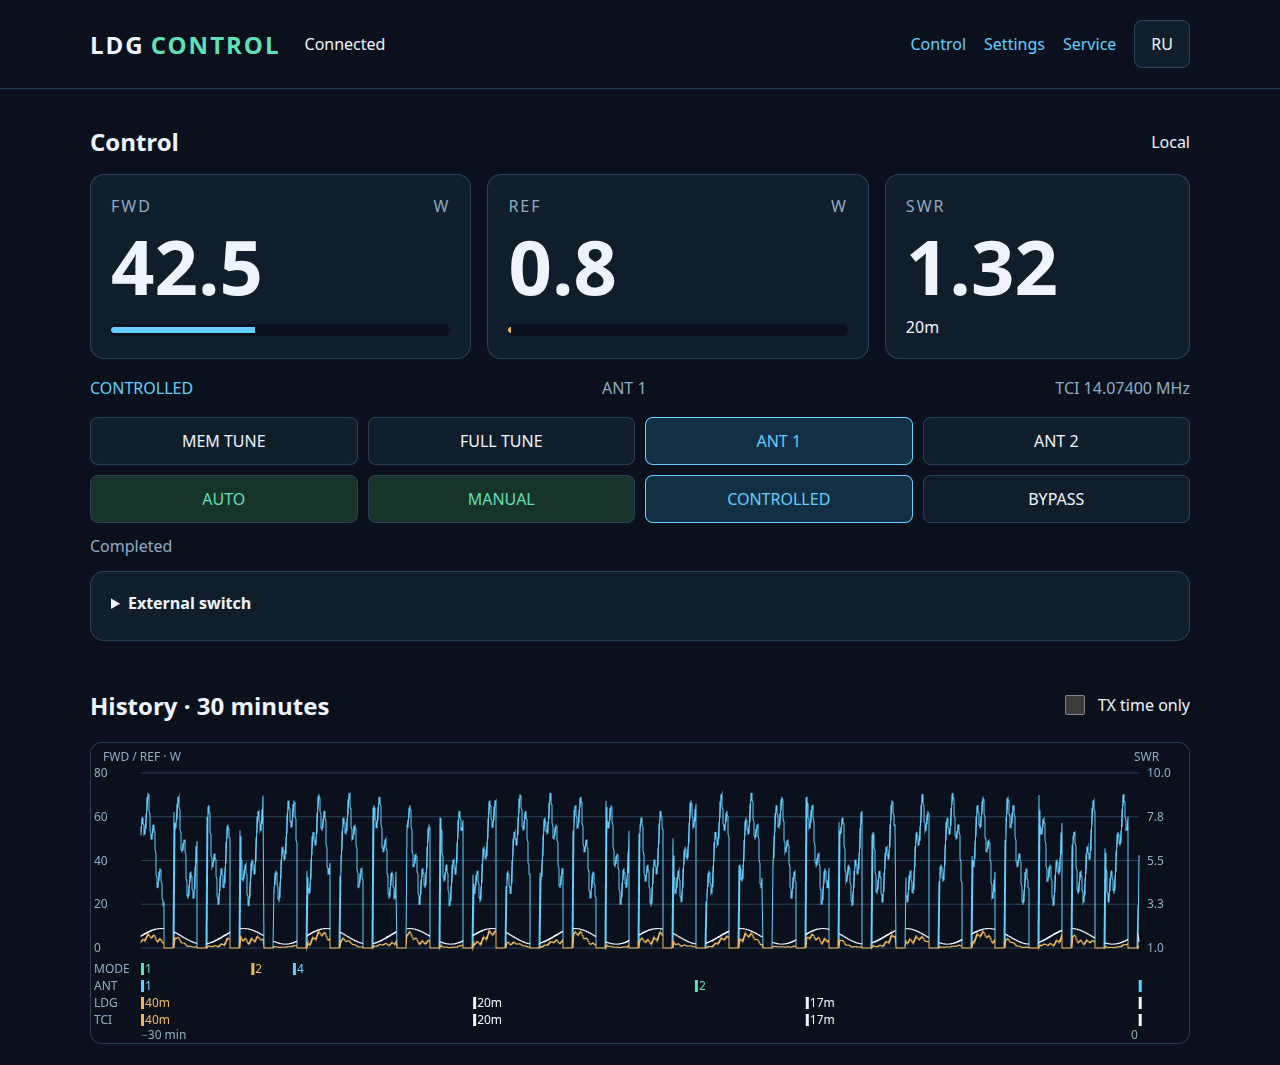 LDG CONTROL Connected Control Settings Service RU
Control Local
FWD W REF W SWR
42.5 0.8 1.32
20m
CONTROLLED ANT 1 TCI 14.07400 MHz
MEM TUNE FULL TUNE ANT 1 ANT 2
AUTO MANUAL CONTROLLED BYPASS
Completed
External switch
History · 30 minutes TX time only
FWD / REF · W SWR
80 10.0
60 7.8
40 5.5
20 3.3
0 1.0
MODE 1 2 4
ANT 1 2
LDG 40m 20m 17m
TCI 40m 20m 17m
−30 min 0